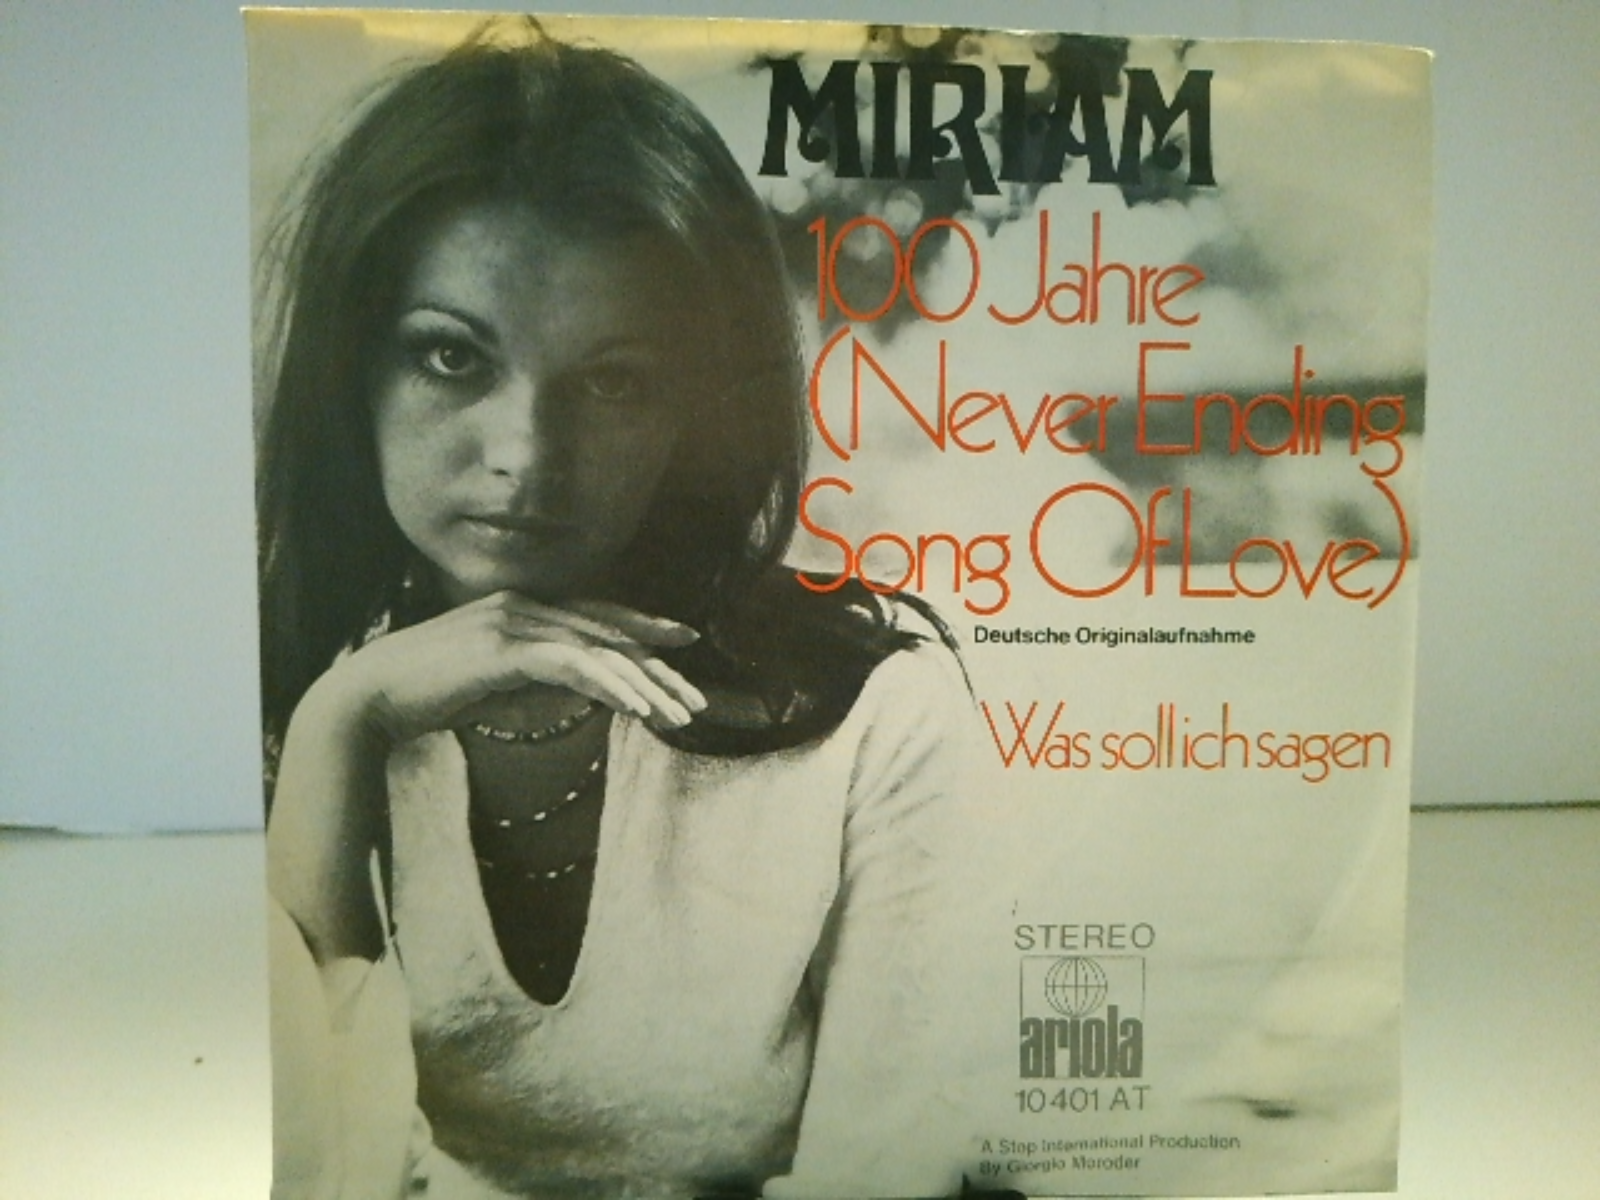 MIRIAM
100 Jahre
(Never Ending
Song Of Love)
Deutsche Originalaufnahme
Was soll ich sagen
STEREO
ariola
10 401 AT
A Stop International Production
By Giorgio Moroder